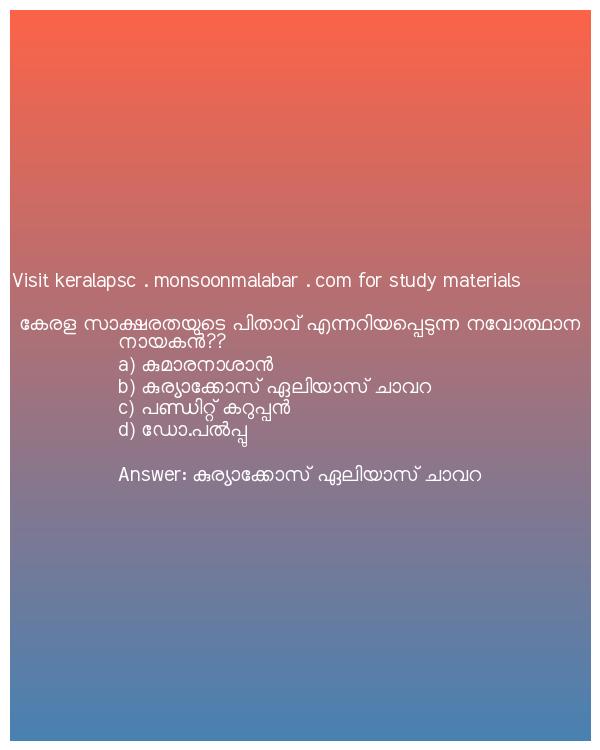 Visit keralapsc . monsoonmalabar . com for study materials
കേരള സാക്ഷരതയുടെ പിതാവ് എന്നറിയപ്പെടുന്ന നവോത്ഥാന
നായകൻ??
a) കുമാരനാശാൻ
b) കുര്യാക്കോസ് ഏലിയാസ് ചാവറ
c) പണ്ഡിറ്റ് കറുപ്പൻ
d) ഡോ.പൽപ്പു
Answer: കുര്യാക്കോസ് ഏലിയാസ് ചാവറ